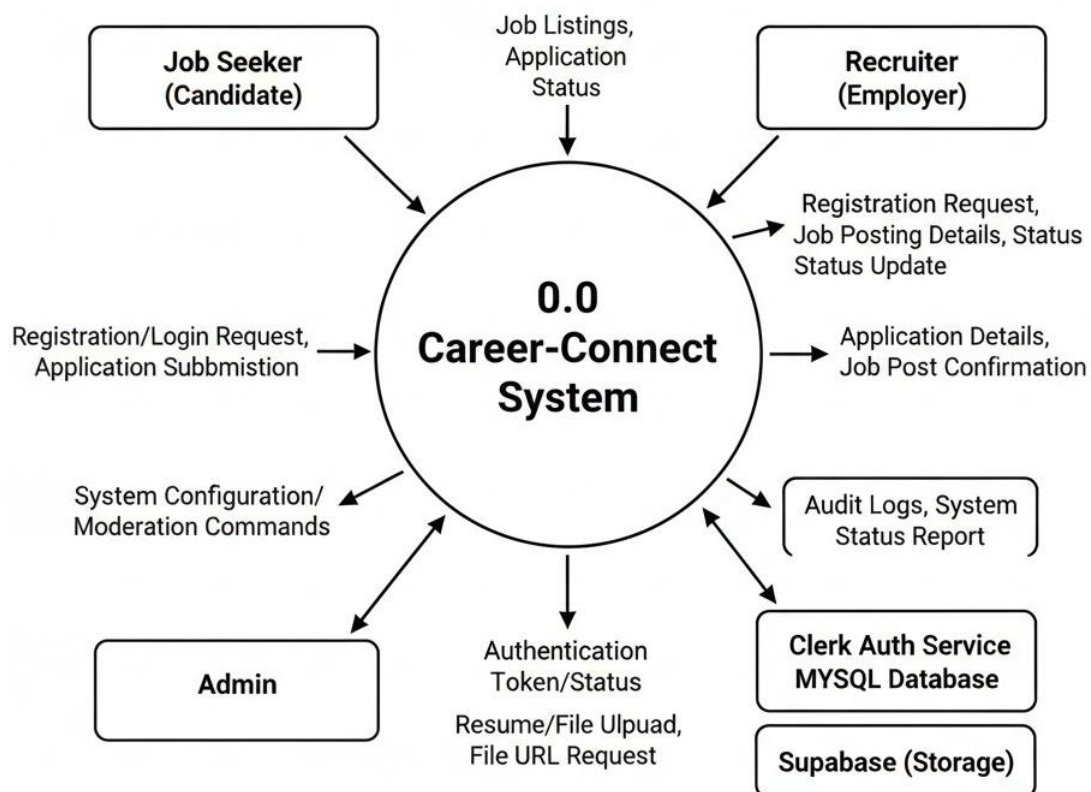 Job Seeker
(Candidate)
Job Listings,
Application
Status
Recruiter
(Employer)
Registration Request,
Job Posting Details, Status
Status Update
0.0
Career-Connect
System
Registration/Login Request,
Application Subbmistion
Application Details,
Job Post Confirmation
System Configuration/
Moderation Commands
Audit Logs, System
Status Report
Admin
Authentication
Token/Status
Resume/File Ulpuad,
File URL Request
Clerk Auth Service
MYSQL Database
Supabase (Storage)